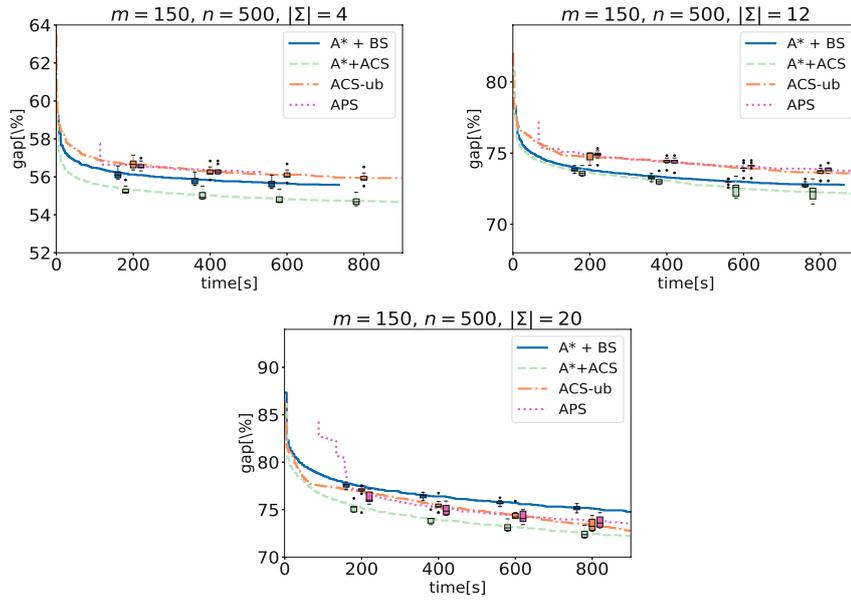 m = 150, n = 500, |Σ| = 4
64
62
60
58
56
54
52
gap[\%]
0 200 400 600 800
time[s]
A* + BS
A*+ACS
ACS-ub
APS
m = 150, n = 500, |Σ| = 12
80
75
70
gap[\%]
0 200 400 600 800
time[s]
A* + BS
A*+ACS
ACS-ub
APS
m = 150, n = 500, |Σ| = 20
90
85
80
75
70
gap[\%]
0 200 400 600 800
time[s]
A* + BS
A*+ACS
ACS-ub
APS